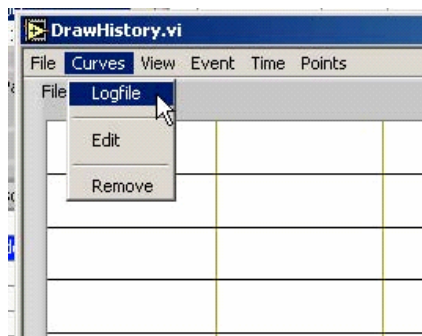 DrawHistory.vi
File Curves View Event Time Points
File
Logfile
Edit
Remove